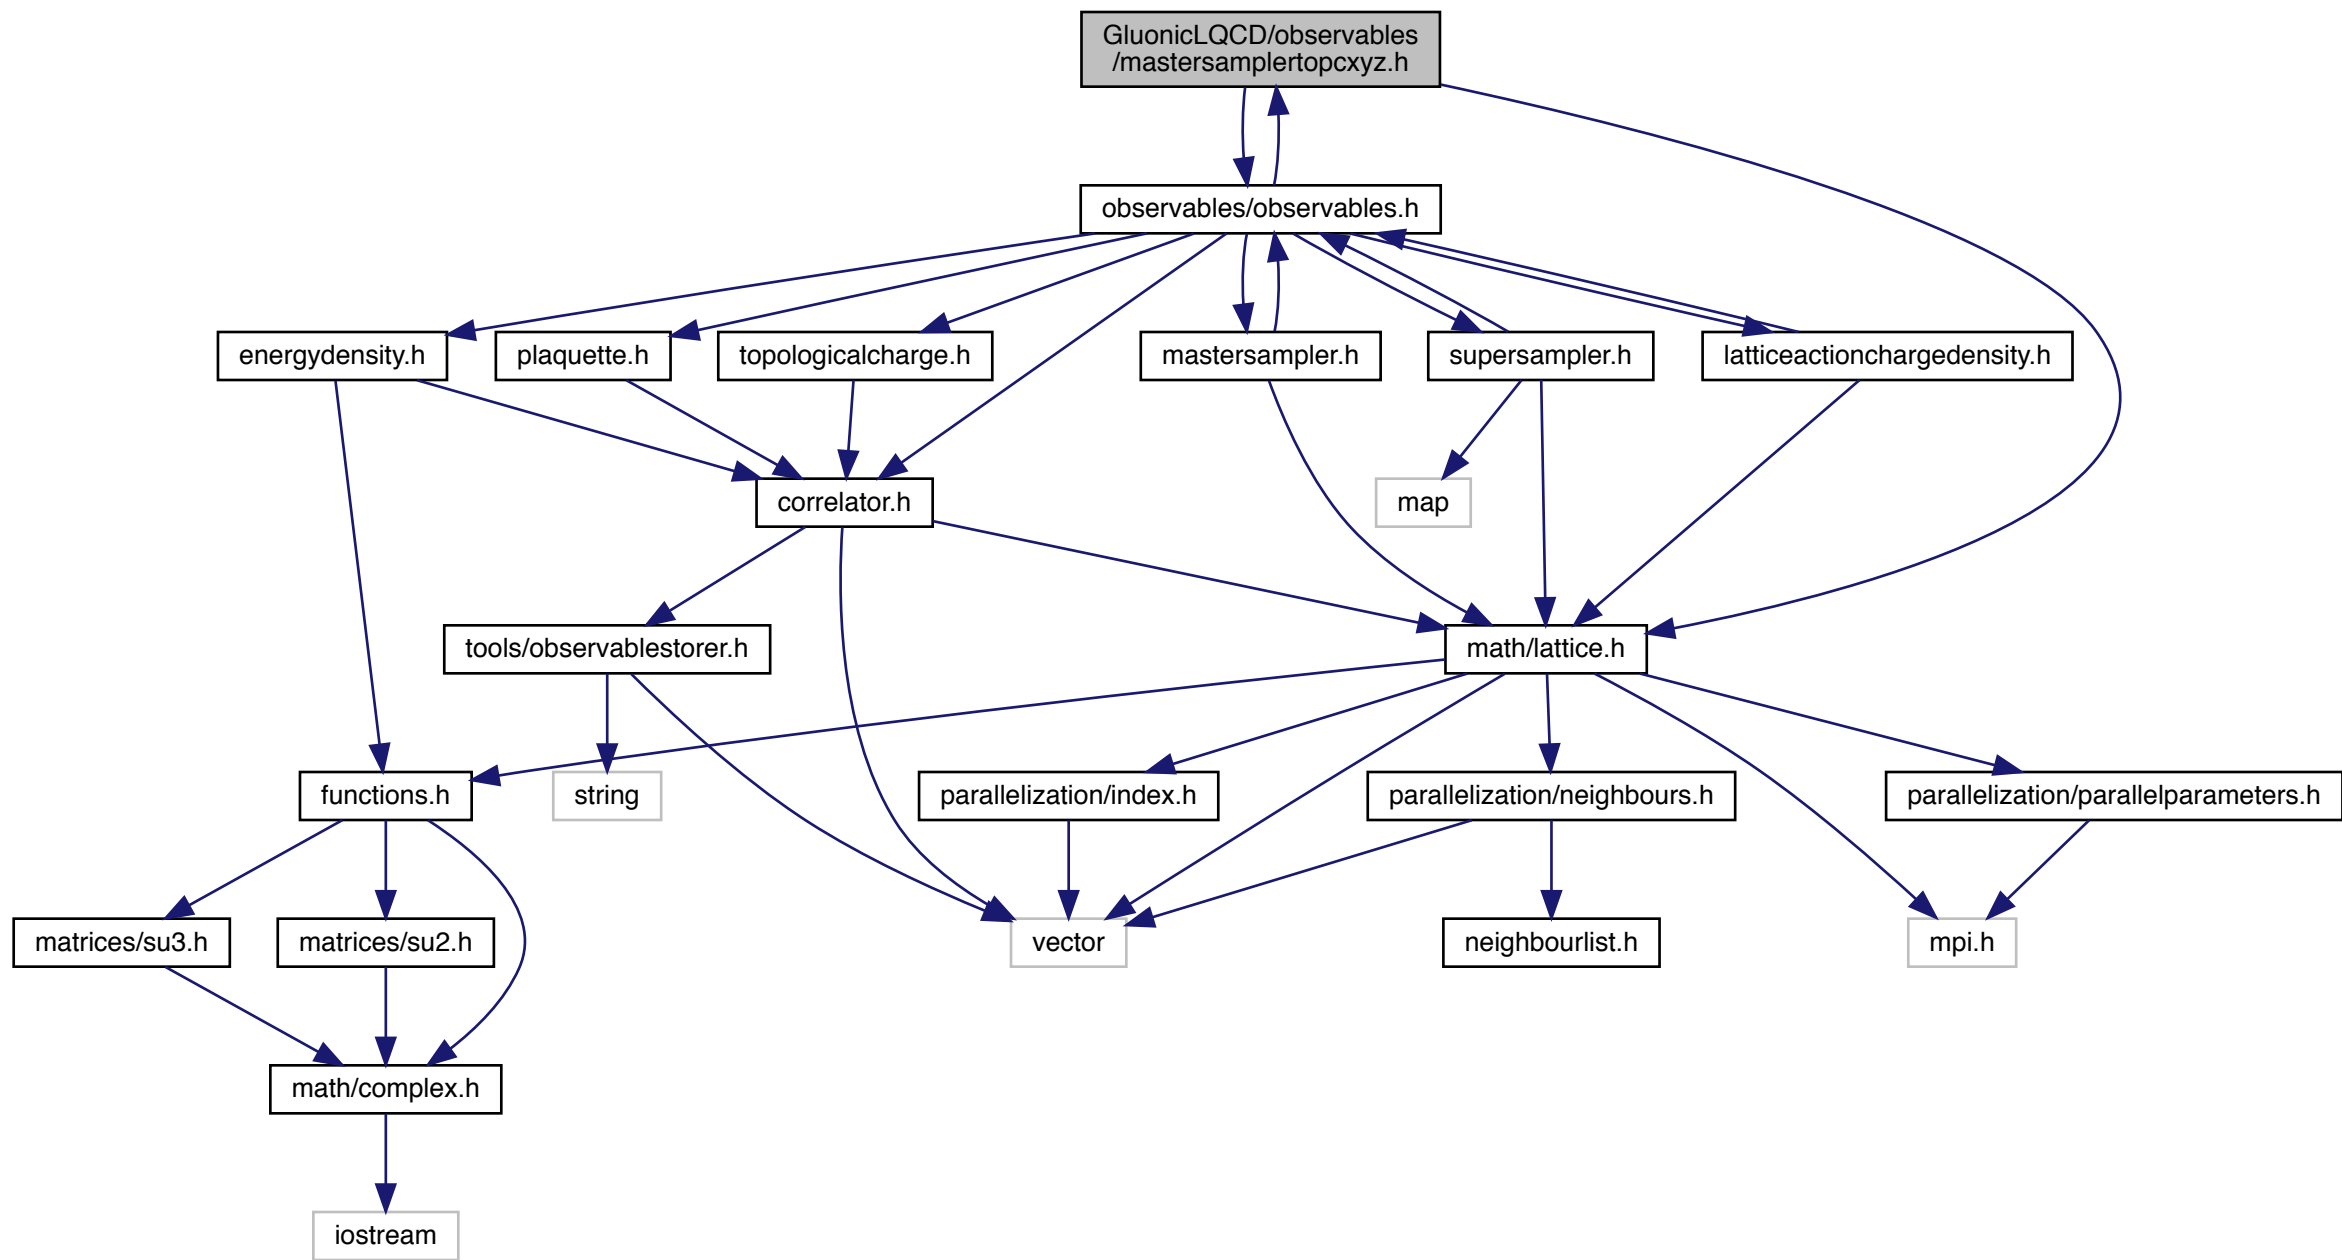 GluonicLQCD/observables
/mastersamplertopcxyz.h
observables/observables.h
energydensity.h
plaquette.h
topologicalcharge.h
mastersampler.h
supersampler.h
latticeactionchargedensity.h
correlator.h
map
tools/observablestorer.h
math/lattice.h
functions.h
string
parallelization/index.h
parallelization/neighbours.h
parallelization/parallelparameters.h
matrices/su3.h
matrices/su2.h
vector
neighbourlist.h
mpi.h
math/complex.h
iostream